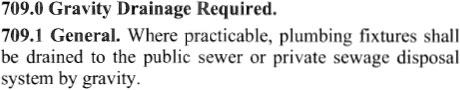 709.0 Gravity Drainage Required.
709.1 General. Where practicable, plumbing fixtures shall
be drained to the public sewer or private sewage disposal
system by gravity.